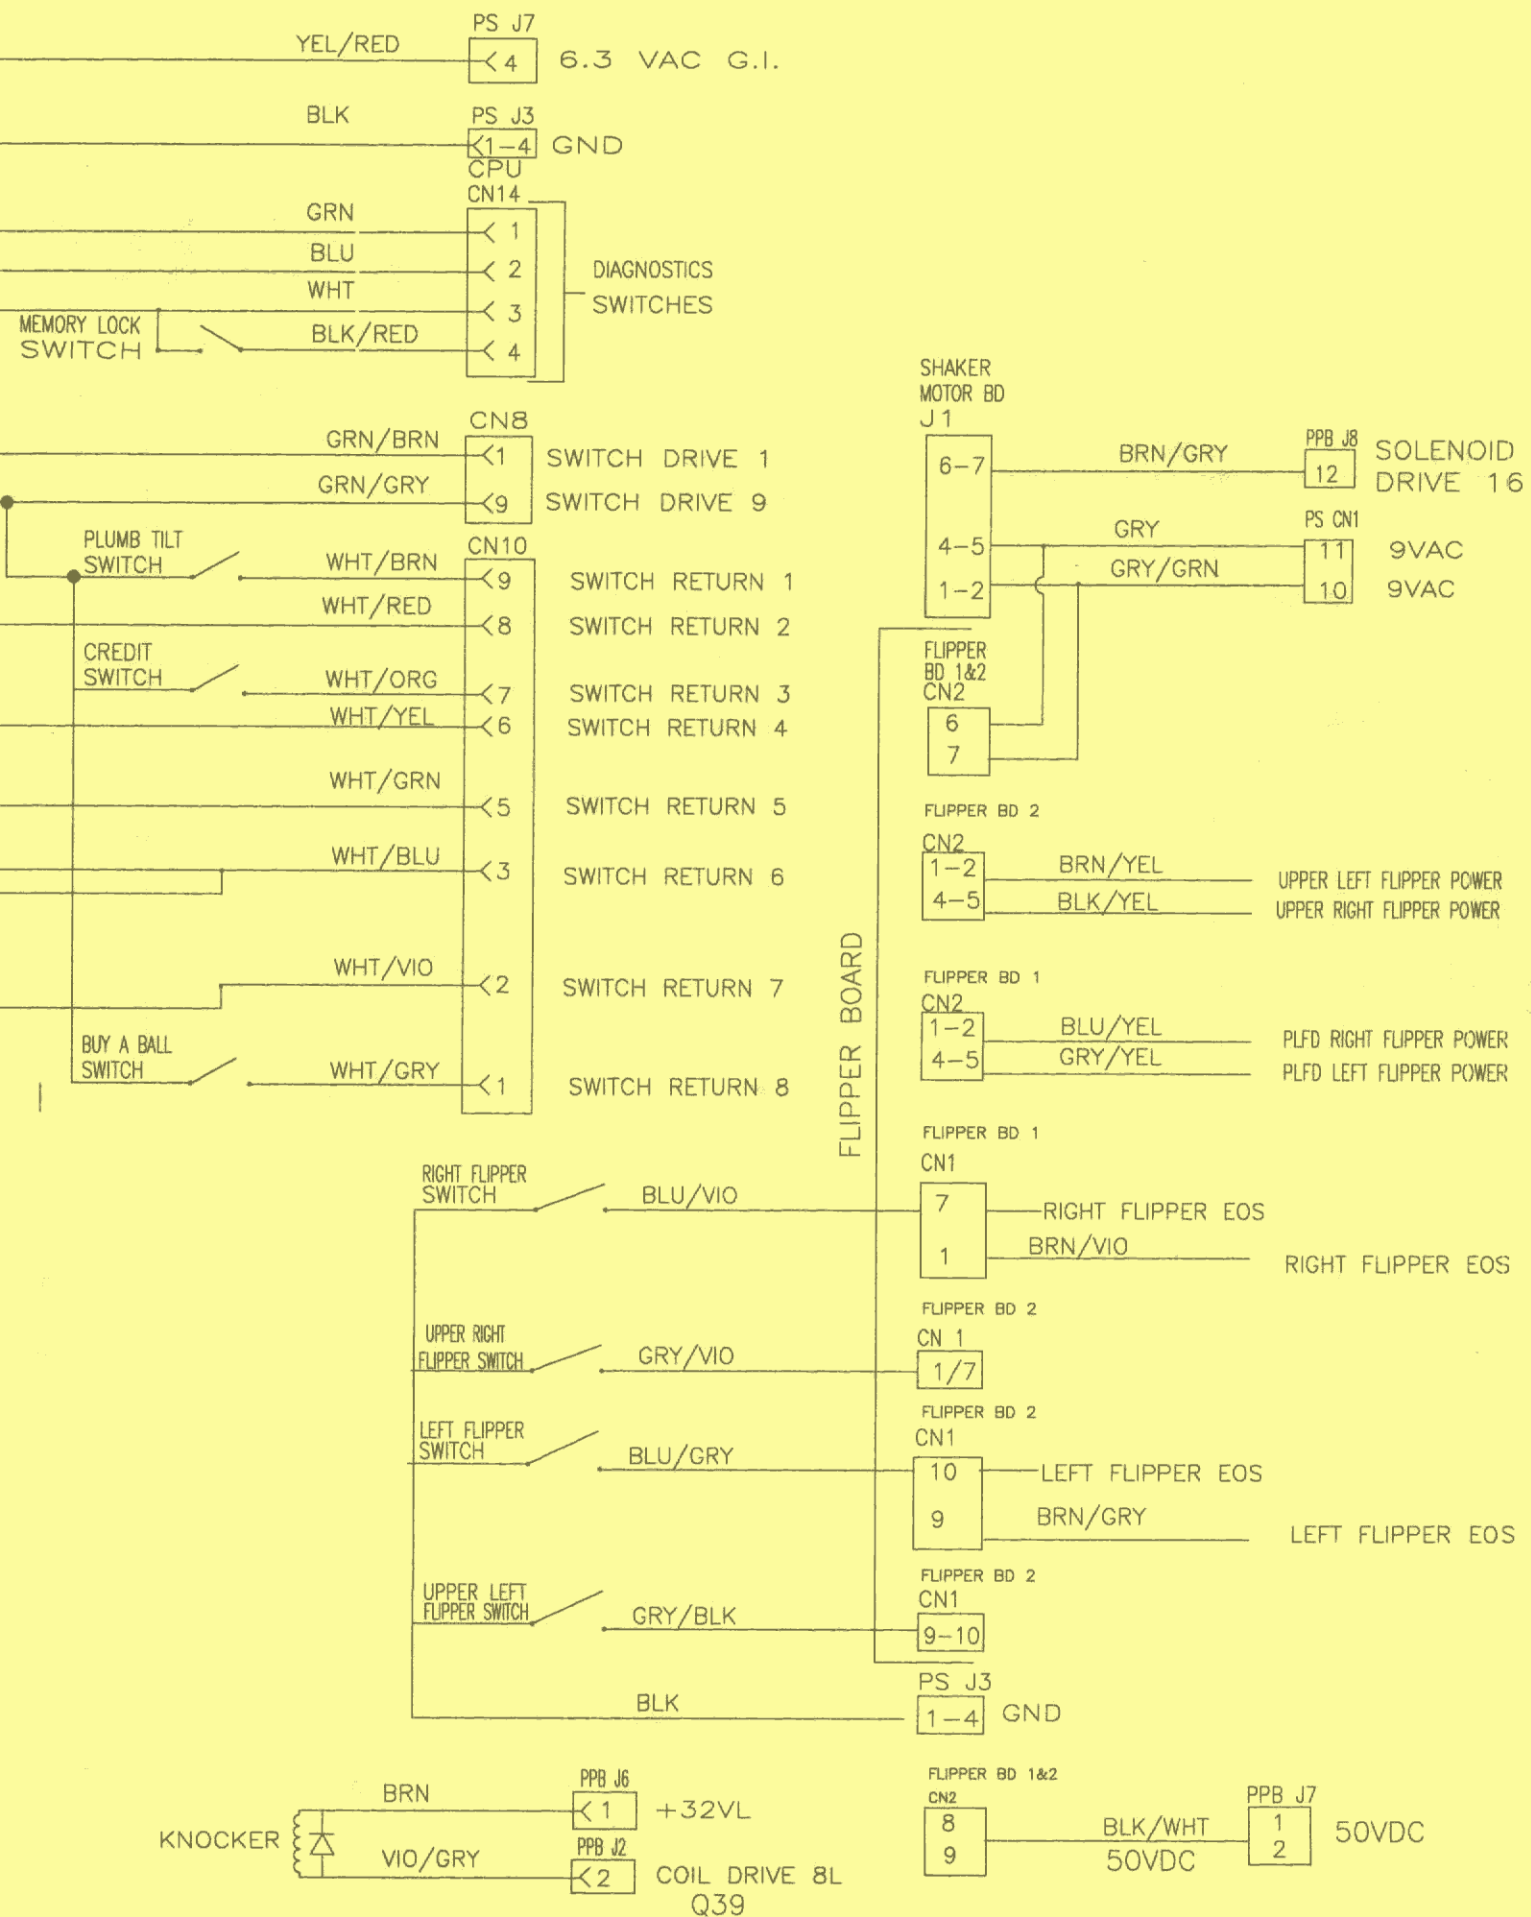 PS J7
YEL/RED
4
6.3 VAC G.I.
BLK
PS J3
1-4
GND
CPU
CN14
GRN
1
BLU
2
WHT
3
BLK/RED
4
DIAGNOSTICS
SWITCHES
MEMORY LOCK
SWITCH
CN8
GRN/BRN
1
SWITCH DRIVE 1
GRN/GRY
9
SWITCH DRIVE 9
CN10
PLUMB TILT
SWITCH
WHT/BRN
9
SWITCH RETURN 1
WHT/RED
8
SWITCH RETURN 2
CREDIT
SWITCH
WHT/ORG
7
SWITCH RETURN 3
WHT/YEL
6
SWITCH RETURN 4
WHT/GRN
5
SWITCH RETURN 5
WHT/BLU
3
SWITCH RETURN 6
WHT/VIO
2
SWITCH RETURN 7
BUY A BALL
SWITCH
WHT/GRY
1
SWITCH RETURN 8
SHAKER
MOTOR BD
J1
6-7
BRN/GRY
PPB J8
12
SOLENOID
DRIVE 16
PS CN1
4-5
GRY
11
9VAC
1-2
GRY/GRN
10
9VAC
FLIPPER
BD 1&2
CN2
6
7
FLIPPER BD 2
CN2
1-2
BRN/YEL
UPPER LEFT FLIPPER POWER
4-5
BLK/YEL
UPPER RIGHT FLIPPER POWER
FLIPPER BOARD
FLIPPER BD 1
CN2
1-2
BLU/YEL
PLFD RIGHT FLIPPER POWER
4-5
GRY/YEL
PLFD LEFT FLIPPER POWER
FLIPPER BD 1
CN1
RIGHT FLIPPER
SWITCH
BLU/VIO
7
RIGHT FLIPPER EOS
1
BRN/VIO
RIGHT FLIPPER EOS
FLIPPER BD 2
CN 1
UPPER RIGHT
FLIPPER SWITCH
GRY/VIO
1/7
FLIPPER BD 2
CN1
LEFT FLIPPER
SWITCH
BLU/GRY
10
LEFT FLIPPER EOS
9
BRN/GRY
LEFT FLIPPER EOS
FLIPPER BD 2
CN1
UPPER LEFT
FLIPPER SWITCH
GRY/BLK
9-10
PS J3
BLK
1-4
GND
KNOCKER
BRN
PPB J6
1
+32VL
VIO/GRY
PPB J2
2
COIL DRIVE 8L
Q39
FLIPPER BD 1&2
CN2
8
9
BLK/WHT
50VDC
PPB J7
1
2
50VDC